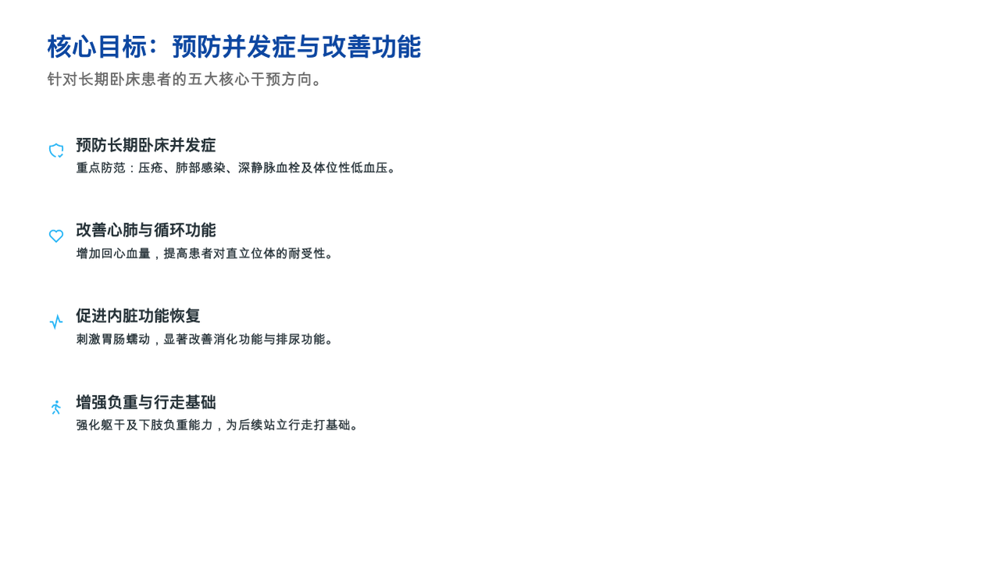 核心目标：预防并发症与改善功能
针对长期卧床患者的五大核心干预方向。
预防长期卧床并发症
重点防范：压疮、肺部感染、深静脉血栓及体位性低血压。
改善心肺与循环功能
增加回心血量，提高患者对直立位体的耐受性。
促进内脏功能恢复
刺激胃肠蠕动，显著改善消化功能与排尿功能。
增强负重与行走基础
强化躯干及下肢负重能力，为后续站立行走打基础。